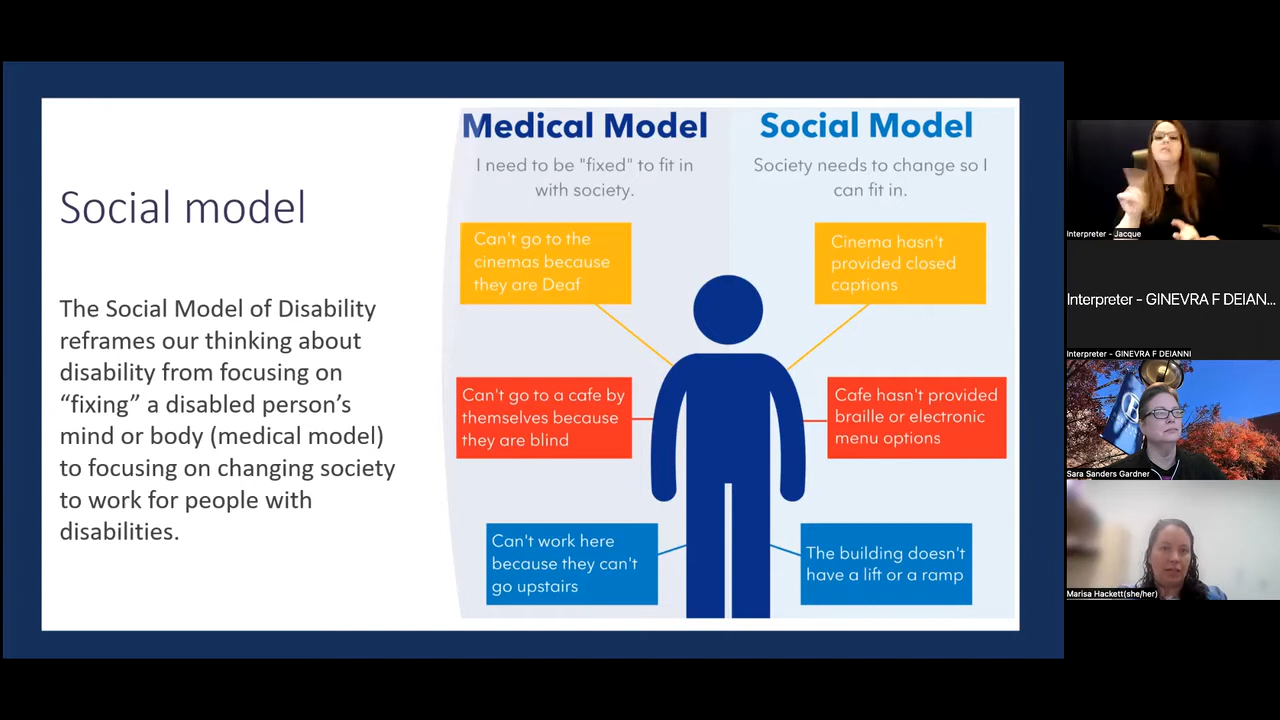 Social model
The Social Model of Disability
reframes our thinking about
disability from focusing on
“fixing” a disabled person’s
mind or body (medical model)
to focusing on changing society
to work for people with
disabilities.
Medical Model
I need to be "fixed" to fit in
with society.
Can't go to the
cinemas because
they are Deaf
Can't go to a cafe by
themselves because
they are blind
Can't work here
because they can't
go upstairs
Social Model
Society needs to change so I
can fit in.
Cinema hasn't
provided closed
captions
Cafe hasn't provided
braille or electronic
menu options
The building doesn't
have a lift or a ramp
Interpreter - Jacque
Interpreter - GINEVRA F DEIAN...
Interpreter - GINEVRA F DEIANNI
Sara Sanders Gardner
Marisa Hackett(she/her)